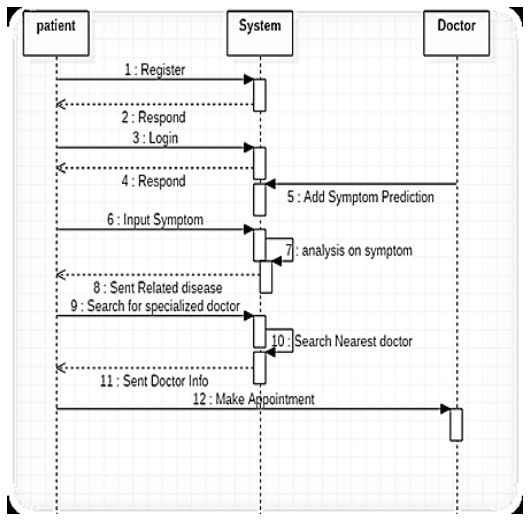 patient
System
Doctor
1 : Register
2 : Respond
3 : Login
4 : Respond
5 : Add Symptom Prediction
6 : Input Symptom
7 : analysis on symptom
8 : Sent Related disease
9 : Search for specialized doctor
10 : Search Nearest doctor
11 : Sent Doctor Info
12 : Make Appointment